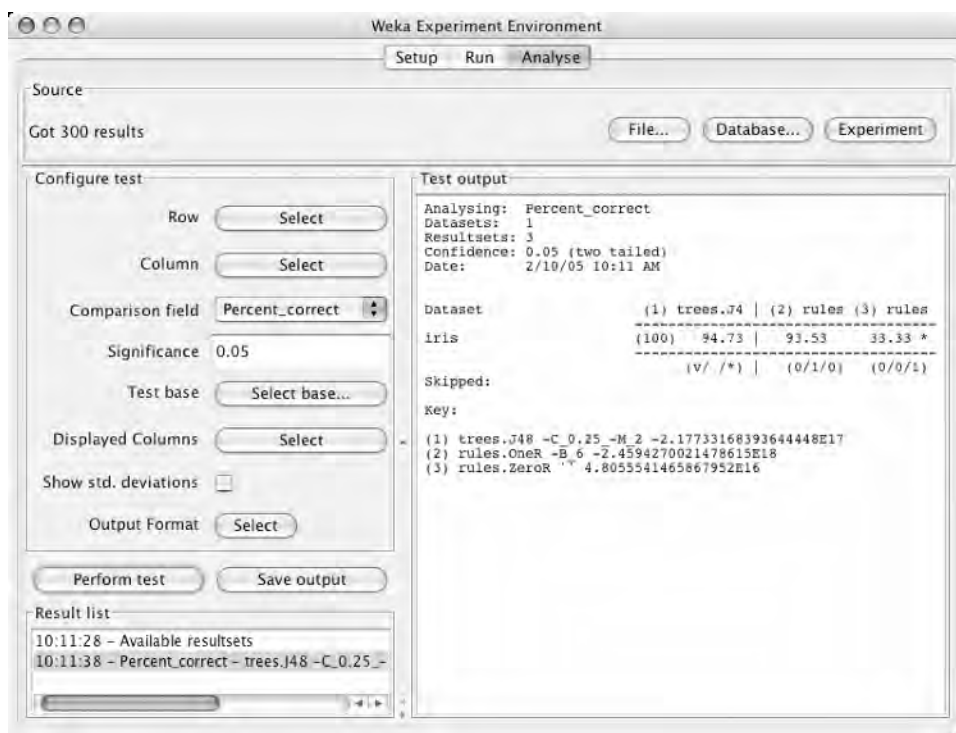 Weka Experiment Environment
Setup Run Analyse
Source
Got 300 results
File... Database... Experiment
Configure test
Row Select
Column Select
Comparison field Percent_correct
Significance 0.05
Test base Select base...
Displayed Columns Select
Show std. deviations
Output Format Select
Perform test Save output
Result list
10:11:28 – Available resultsets
10:11:38 – Percent_correct – trees.J48 -C_0.25_-
Test output
Analysing: Percent_correct
Datasets: 1
Resultsets: 3
Confidence: 0.05 (two tailed)
Date: 2/10/05 10:11 AM
Dataset (1) trees.J4 | (2) rules (3) rules
iris (100) 94.73 | 93.53 33.33 *
(v/ /*) | (0/1/0) (0/0/1)
Skipped:
Key:
(1) trees.J48 -C_0.25_-M_2 -2.17733168393644448E17
(2) rules.OneR -B_6 -2.4594270021478615E18
(3) rules.ZeroR '' 4.8055541465867952E16